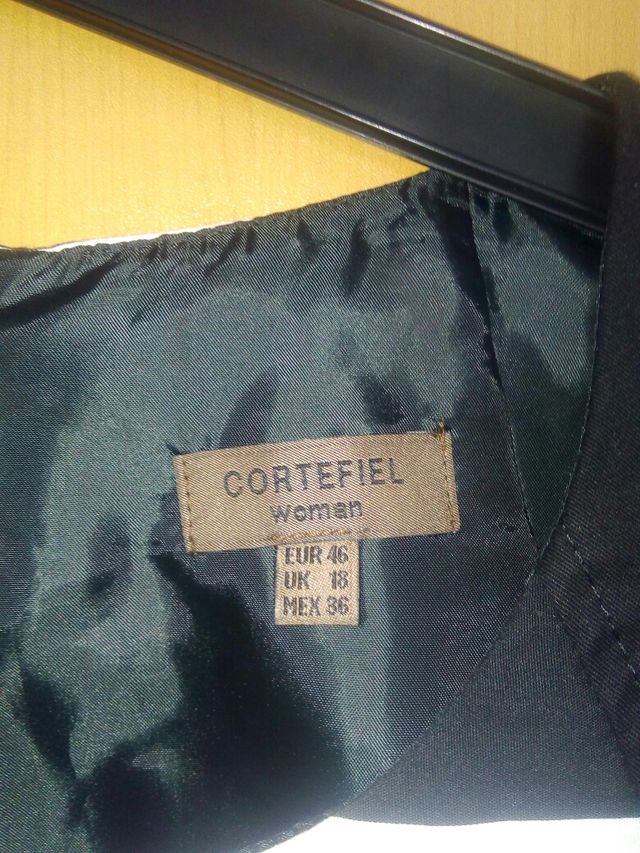 CORTEFIEL
woman
EUR 46
UK 18
MEX 36